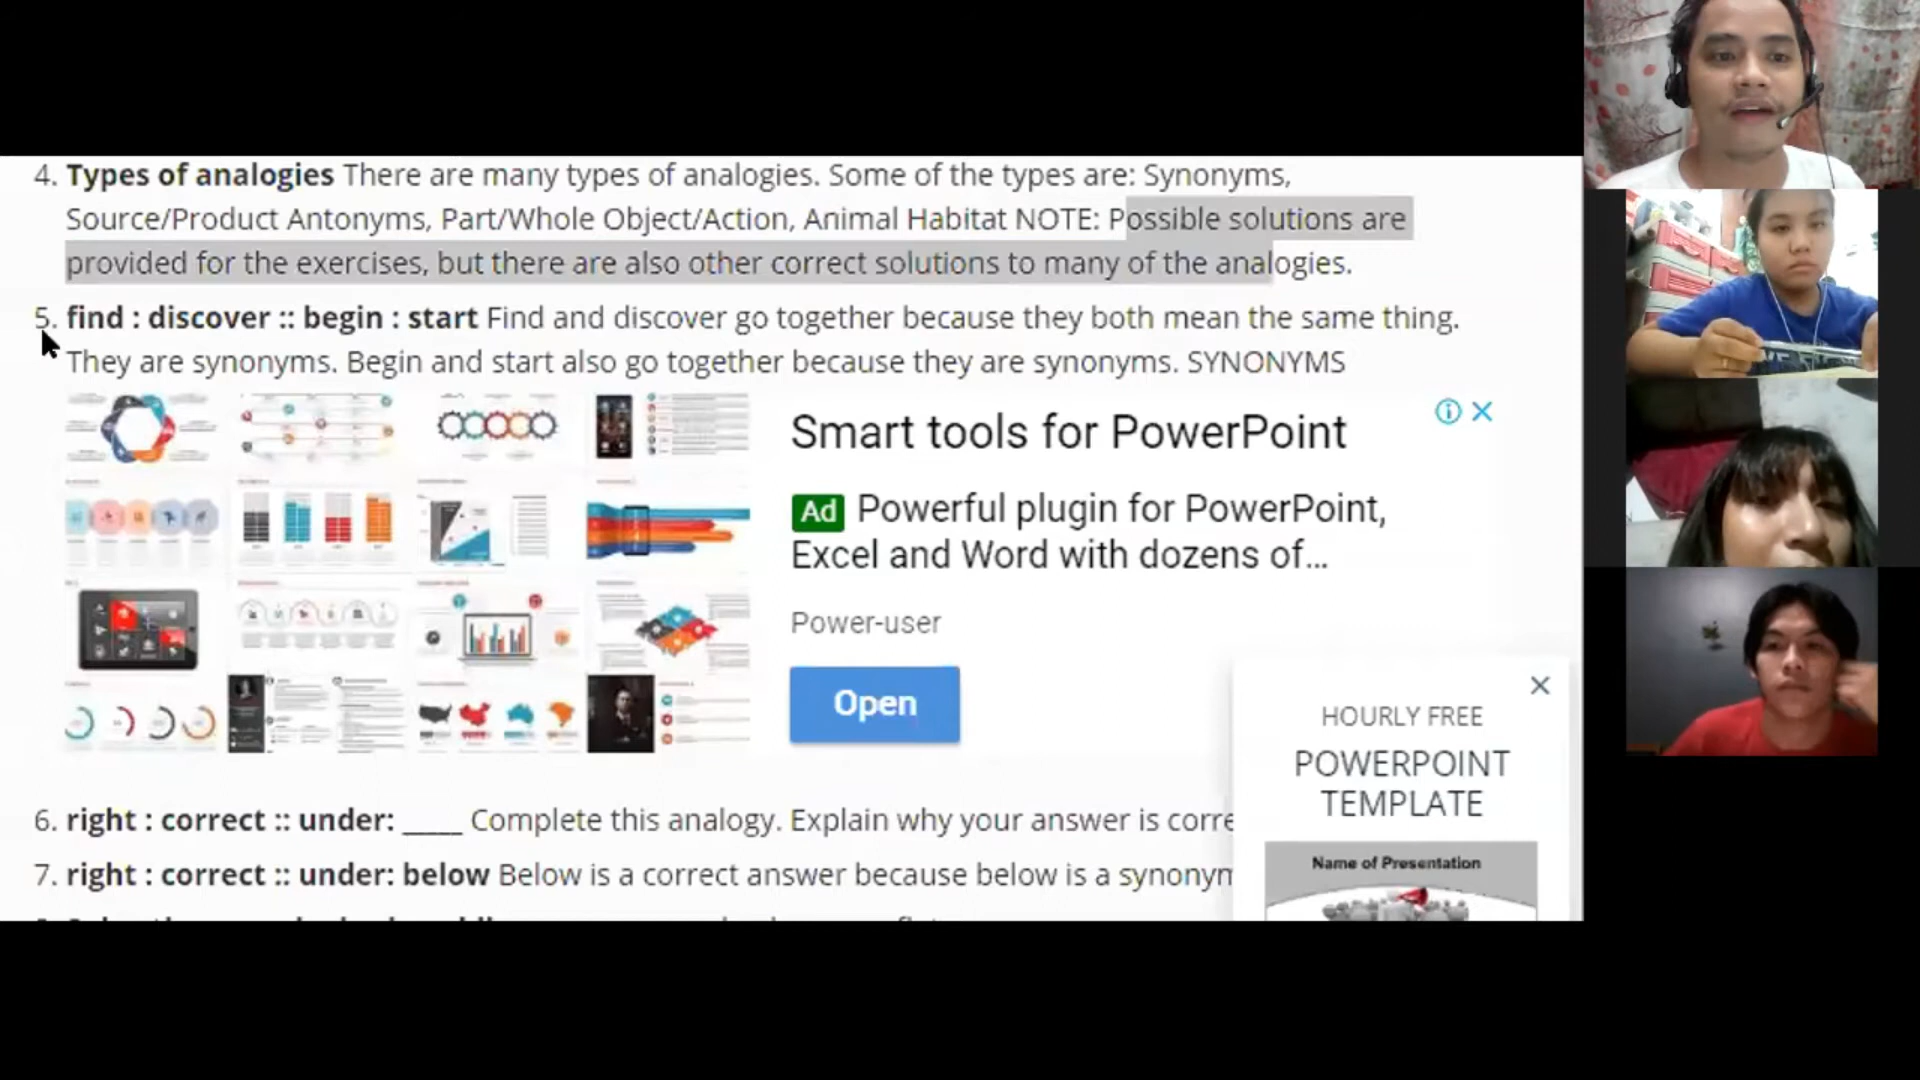 4. Types of analogies There are many types of analogies. Some of the types are: Synonyms,
Source/Product Antonyms, Part/Whole Object/Action, Animal Habitat NOTE: Possible solutions are
provided for the exercises, but there are also other correct solutions to many of the analogies.
5. find : discover :: begin : start Find and discover go together because they both mean the same thing.
They are synonyms. Begin and start also go together because they are synonyms. SYNONYMS
Smart tools for PowerPoint
Ad Powerful plugin for PowerPoint,
Excel and Word with dozens of...
Power-user
Open
HOURLY FREE
POWERPOINT
TEMPLATE
Name of Presentation
6. right : correct :: under: _____ Complete this analogy. Explain why your answer is corre
7. right : correct :: under: below Below is a correct answer because below is a synonym